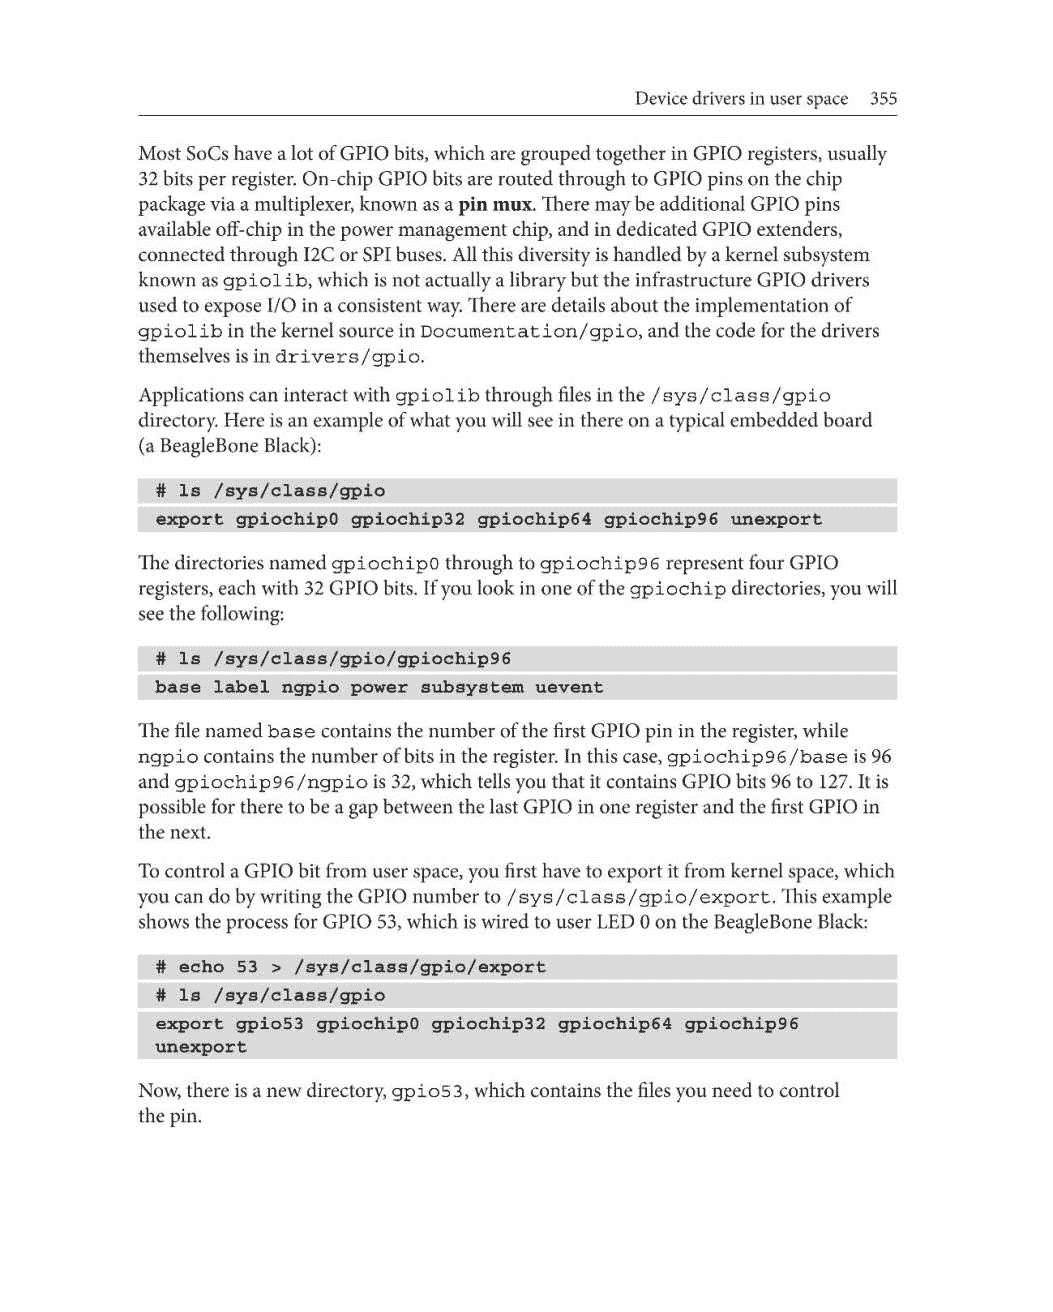 Device drivers in user space 355
Most SoCs have a lot of GPIO bits, which are grouped together in GPIO registers, usually
32 bits per register. On-chip GPIO bits are routed through to GPIO pins on the chip
package via a multiplexer, known as a pin mux. There may be additional GPIO pins
available off-chip in the power management chip, and in dedicated GPIO extenders,
connected through I2C or SPI buses. All this diversity is handled by a kernel subsystem
known as gpiolib, which is not actually a library but the infrastructure GPIO drivers
used to expose I/O in a consistent way. There are details about the implementation of
gpiolib in the kernel source in Documentation/gpio, and the code for the drivers
themselves is in drivers/gpio.
Applications can interact with gpiolib through files in the /sys/class/gpio
directory. Here is an example of what you will see in there on a typical embedded board
(a BeagleBone Black):
# ls /sys/class/gpio
export gpiochip0 gpiochip32 gpiochip64 gpiochip96 unexport
The directories named gpiochip0 through to gpiochip96 represent four GPIO
registers, each with 32 GPIO bits. If you look in one of the gpiochip directories, you will
see the following:
# ls /sys/class/gpio/gpiochip96
base label ngpio power subsystem uevent
The file named base contains the number of the first GPIO pin in the register, while
ngpio contains the number of bits in the register. In this case, gpiochip96/base is 96
and gpiochip96/ngpio is 32, which tells you that it contains GPIO bits 96 to 127. It is
possible for there to be a gap between the last GPIO in one register and the first GPIO in
the next.
To control a GPIO bit from user space, you first have to export it from kernel space, which
you can do by writing the GPIO number to /sys/class/gpio/export. This example
shows the process for GPIO 53, which is wired to user LED 0 on the BeagleBone Black:
# echo 53 > /sys/class/gpio/export
# ls /sys/class/gpio
export gpio53 gpiochip0 gpiochip32 gpiochip64 gpiochip96
unexport
Now, there is a new directory, gpio53, which contains the files you need to control
the pin.